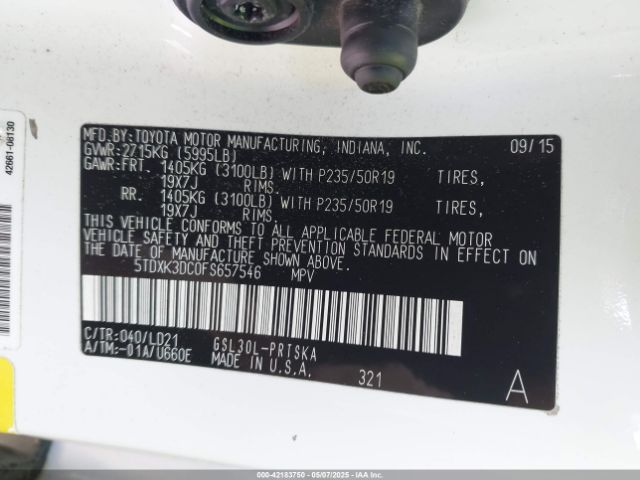 42661-08130
MFD.BY:TOYOTA MOTOR MANUFACTURING, INDIANA, INC. 09/15
GVWR:2715KG (5995LB)
GAWR:FRT. 1405KG (3100LB) WITH P235/50R19 TIRES,
19X7J RIMS.
RR. 1405KG (3100LB) WITH P235/50R19 TIRES,
19X7J RIMS.
THIS VEHICLE CONFORMS TO ALL APPLICABLE FEDERAL MOTOR
VEHICLE SAFETY AND THEFT PREVENTION STANDARDS IN EFFECT ON
THE DATE OF MANUFACTURE SHOWN ABOVE.
5TDXK3DC0FS657546 MPV
C/TR:040/LD21 GSL30L-PRTSKA
A/TM:-01A/U660E MADE IN U.S.A.
321 A
000-42183750 05/07/2025 IAAI.COM